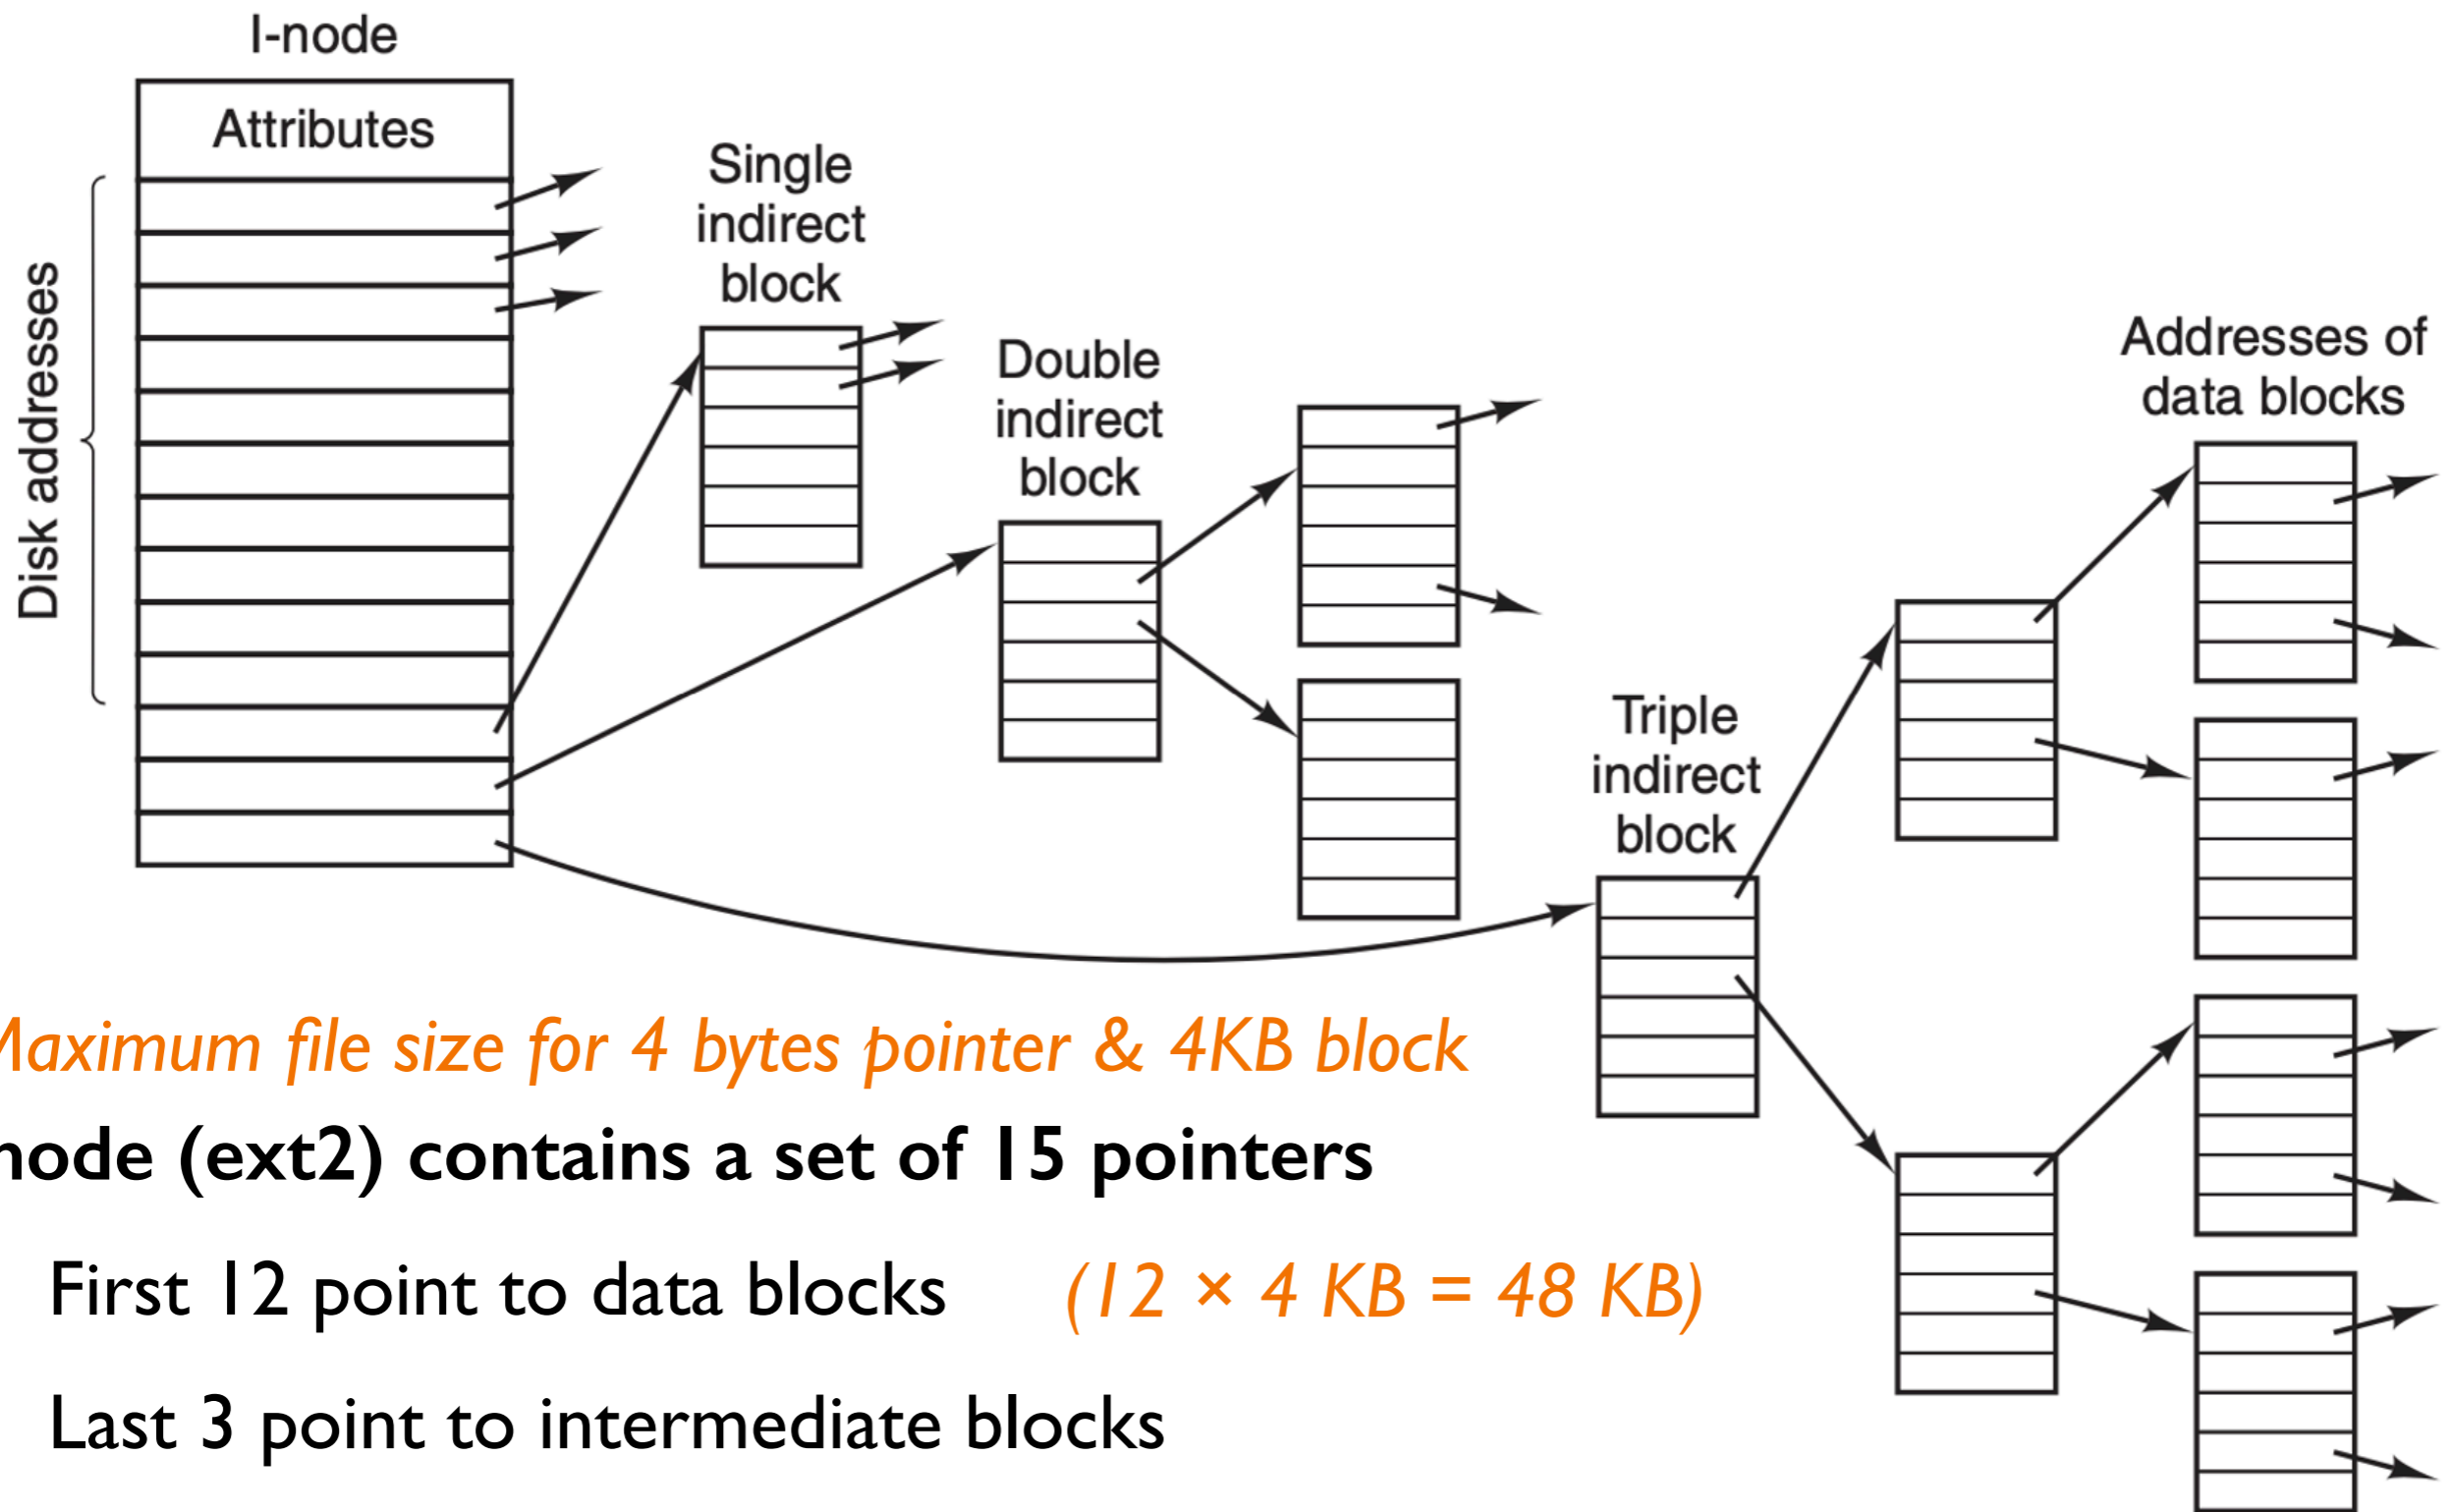 I-node
Attributes
Disk addresses
Single
indirect
block
Double
indirect
block
Addresses of
data blocks
Triple
indirect
block
Maximum file size for 4 bytes pointer & 4KB block
node (ext2) contains a set of 15 pointers
First 12 point to data blocks (12 × 4 KB = 48 KB)
Last 3 point to intermediate blocks